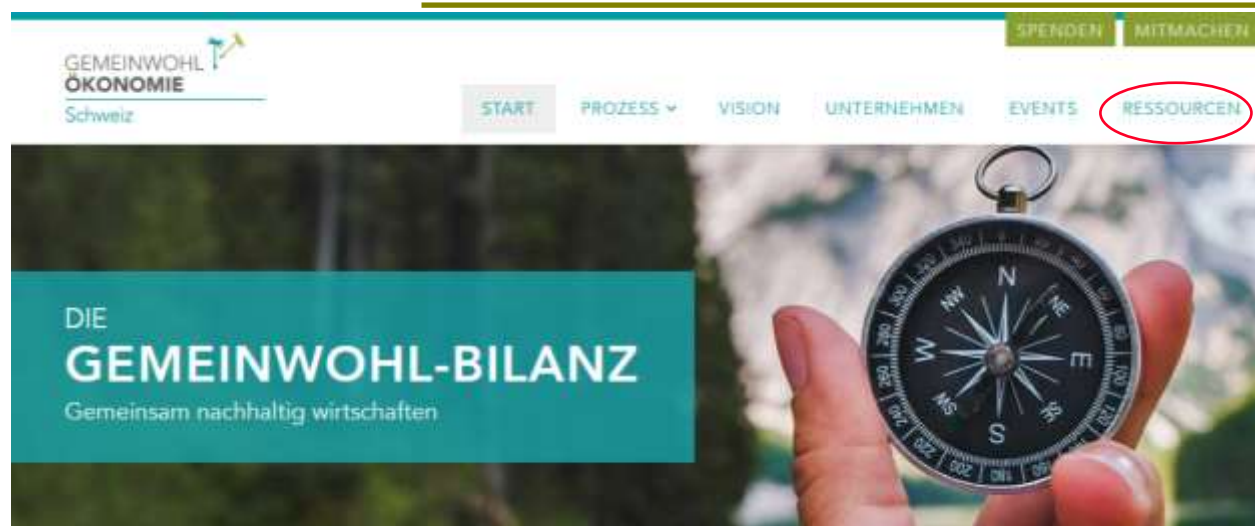 SPENDEN MITMACHEN
GEMEINWOHL
ÖKONOMIE
Schweiz
START PROZESS VISION UNTERNEHMEN EVENTS RESSOURCEN
DIE
GEMEINWOHL-BILANZ
Gemeinsam nachhaltig wirtschaften
N
NW NE
W E
SW SE
S